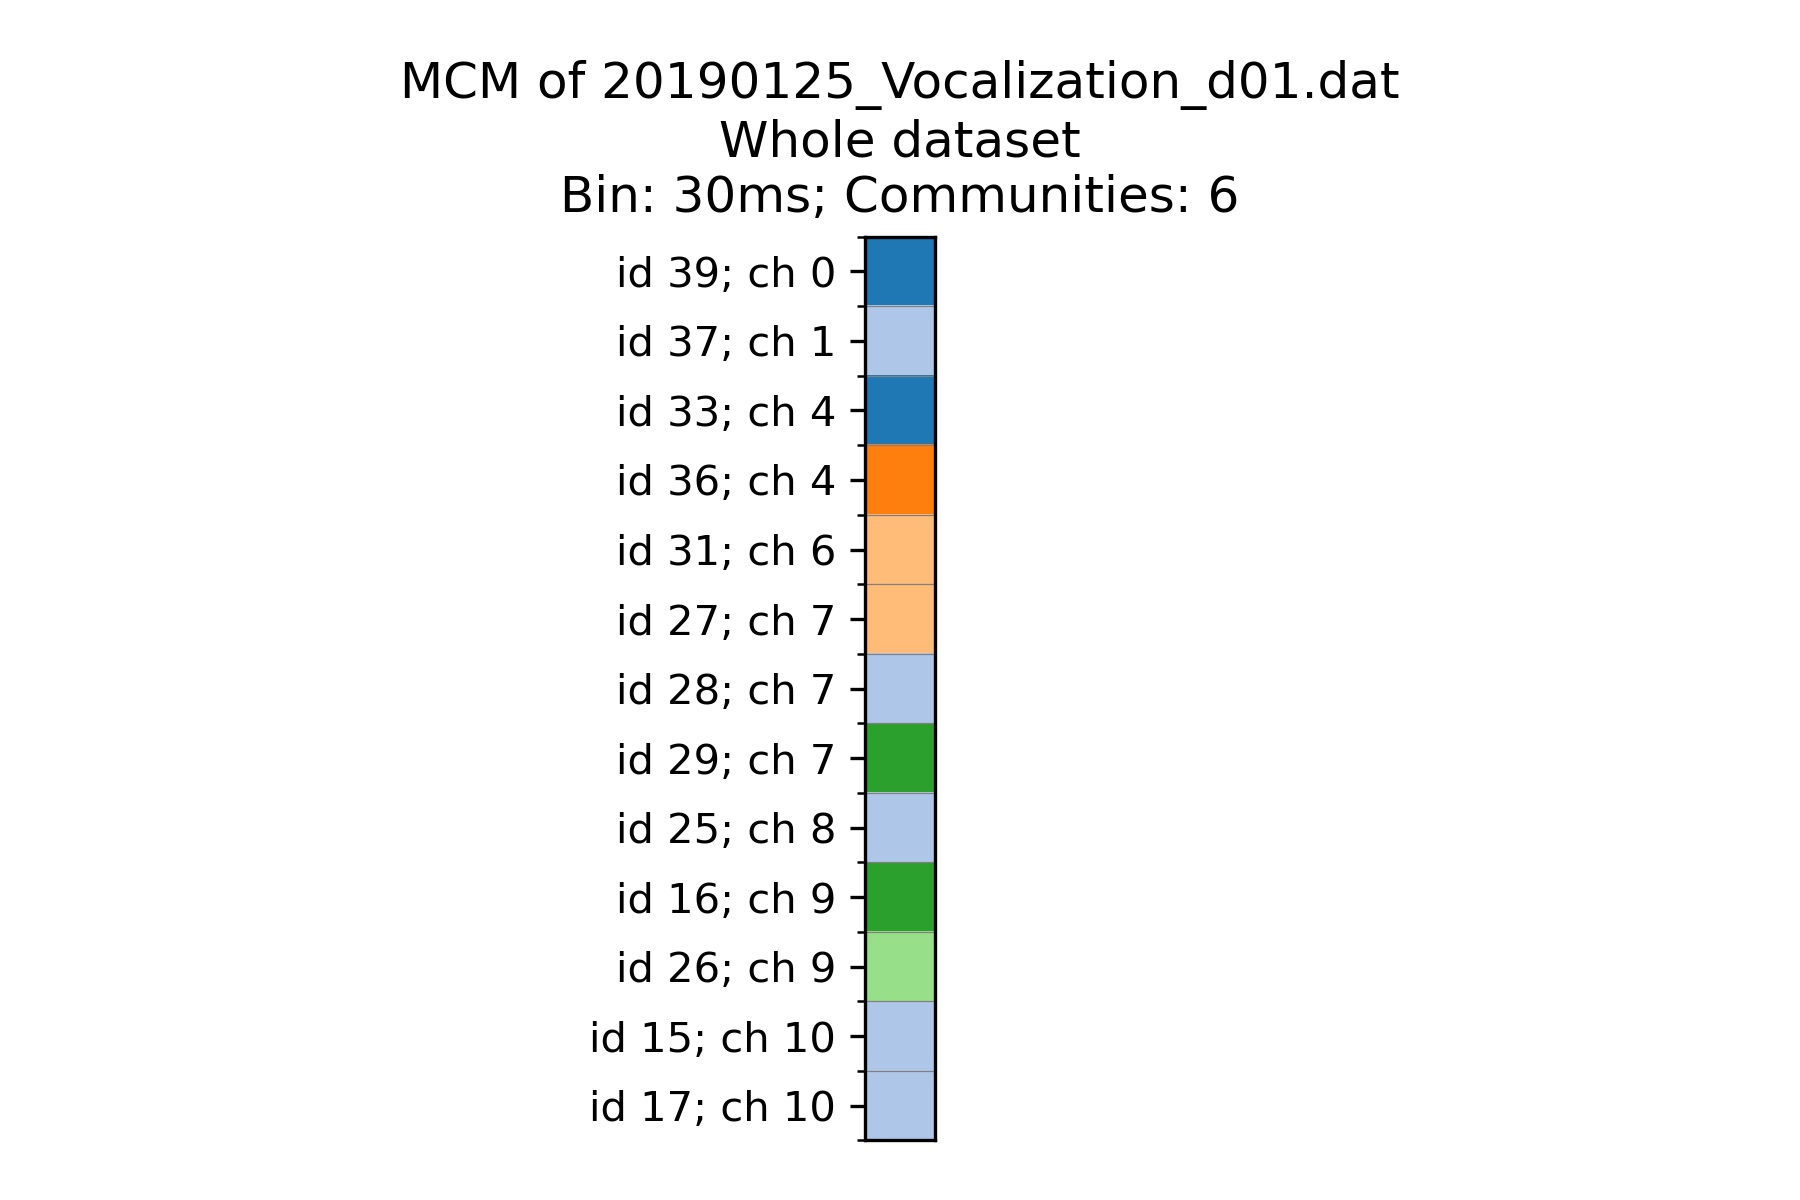 MCM of 20190125_Vocalization_d01.dat
Whole dataset
Bin: 30ms; Communities: 6
id 39; ch 0
id 37; ch 1
id 33; ch 4
id 36; ch 4
id 31; ch 6
id 27; ch 7
id 28; ch 7
id 29; ch 7
id 25; ch 8
id 16; ch 9
id 26; ch 9
id 15; ch 10
id 17; ch 10